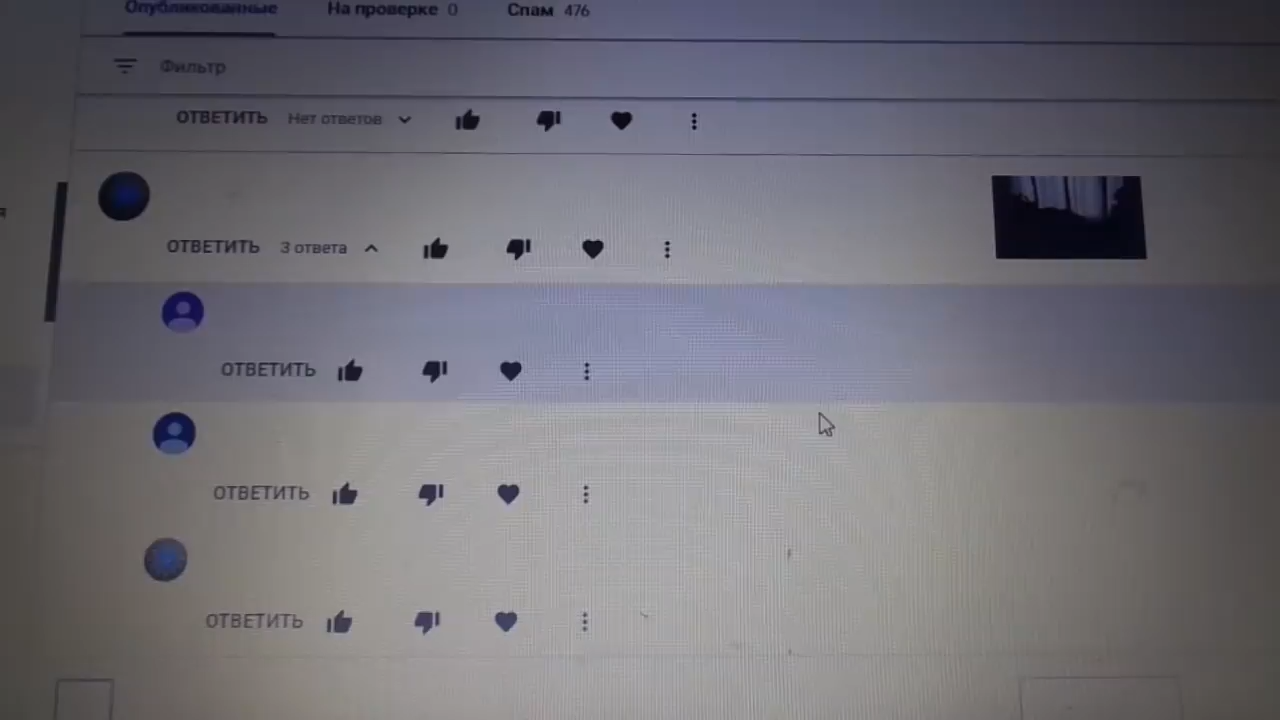 Опубликованные На проверке 0 Спам 476
Фильтр
ОТВЕТИТЬ Нет ответов
ОТВЕТИТЬ 3 ответа
ОТВЕТИТЬ
ОТВЕТИТЬ
ОТВЕТИТЬ